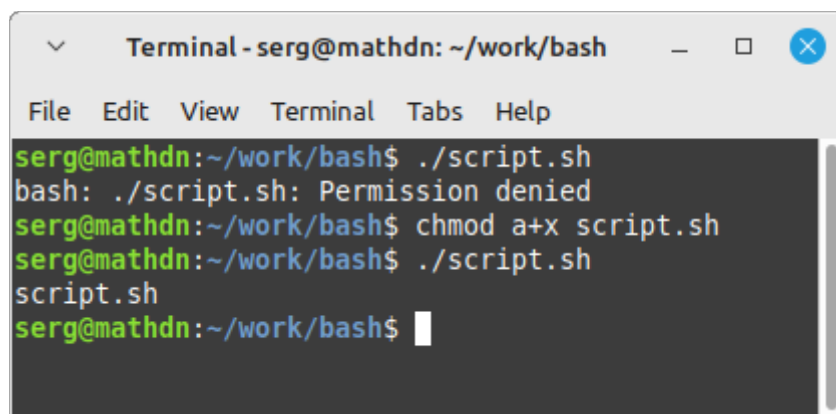 Terminal - serg@mathdn: ~/work/bash
File Edit View Terminal Tabs Help
serg@mathdn:~/work/bash$ ./script.sh
bash: ./script.sh: Permission denied
serg@mathdn:~/work/bash$ chmod a+x script.sh
serg@mathdn:~/work/bash$ ./script.sh
script.sh
serg@mathdn:~/work/bash$